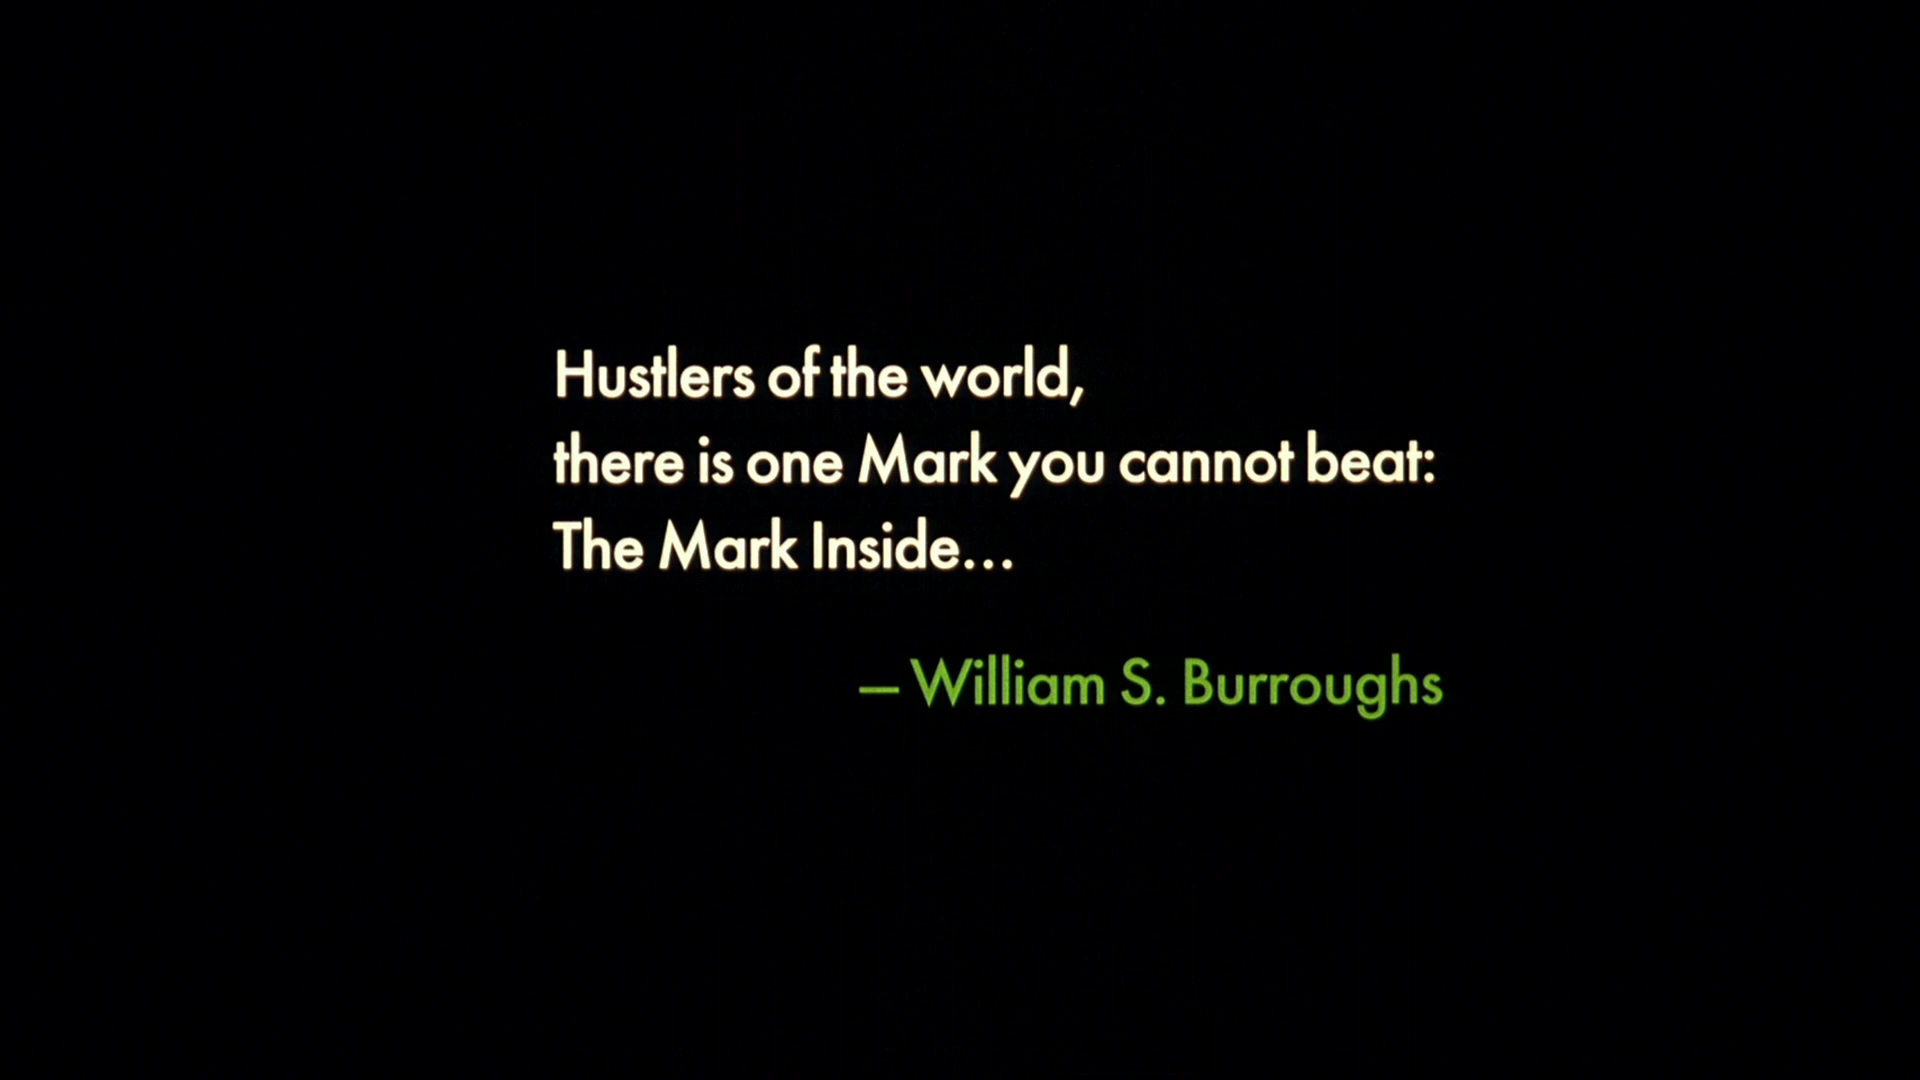 Hustlers of the world,
there is one Mark you cannot beat:
The Mark Inside...
– William S. Burroughs